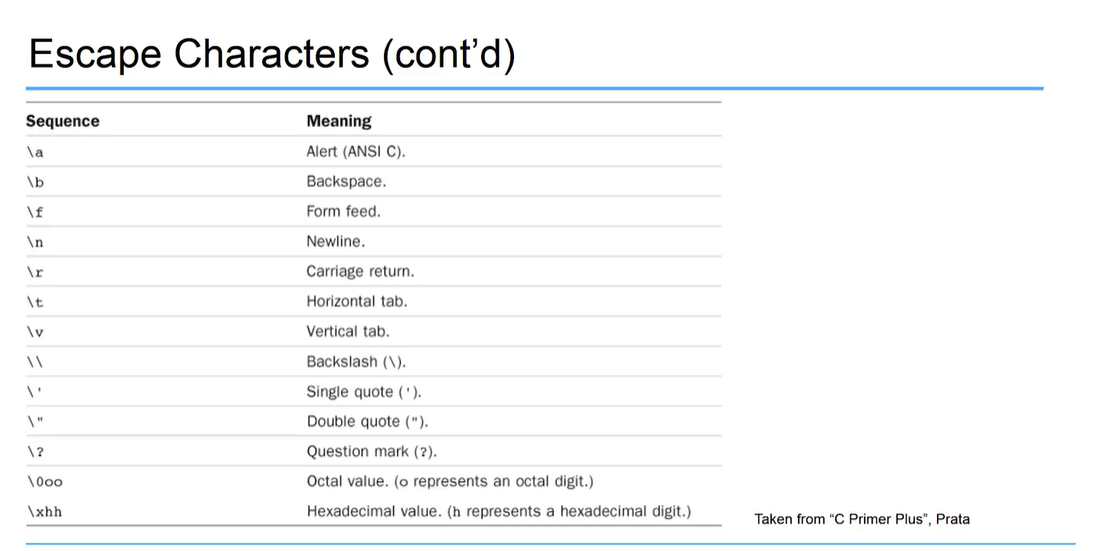 Escape Characters (cont’d)
Sequence Meaning
\a Alert (ANSI C).
\b Backspace.
\f Form feed.
\n Newline.
\r Carriage return.
\t Horizontal tab.
\v Vertical tab.
\\ Backslash (\).
\' Single quote (').
\" Double quote (").
\? Question mark (?).
\0oo Octal value. (o represents an octal digit.)
\xhh Hexadecimal value. (h represents a hexadecimal digit.)
Taken from “C Primer Plus”, Prata